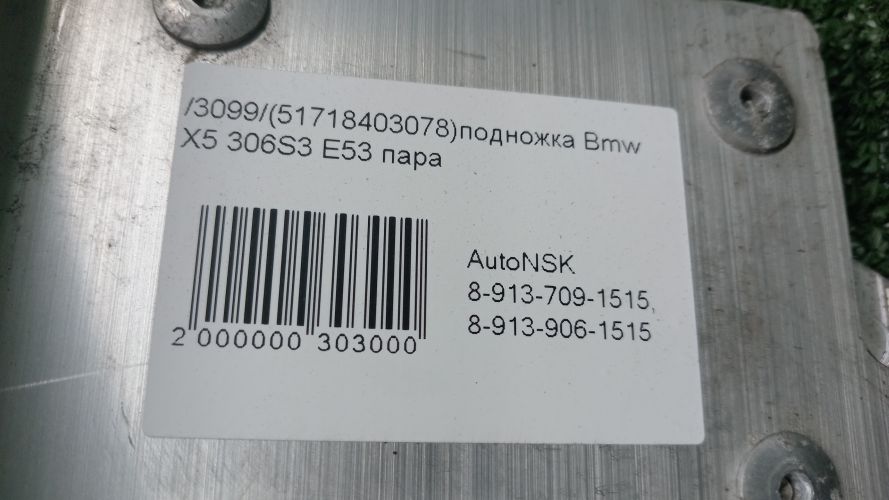 /3099/(51718403078)подножка Bmw
X5 306S3 E53 пара
AutoNSK
8-913-709-1515,
8-913-906-1515
2 000000 303000